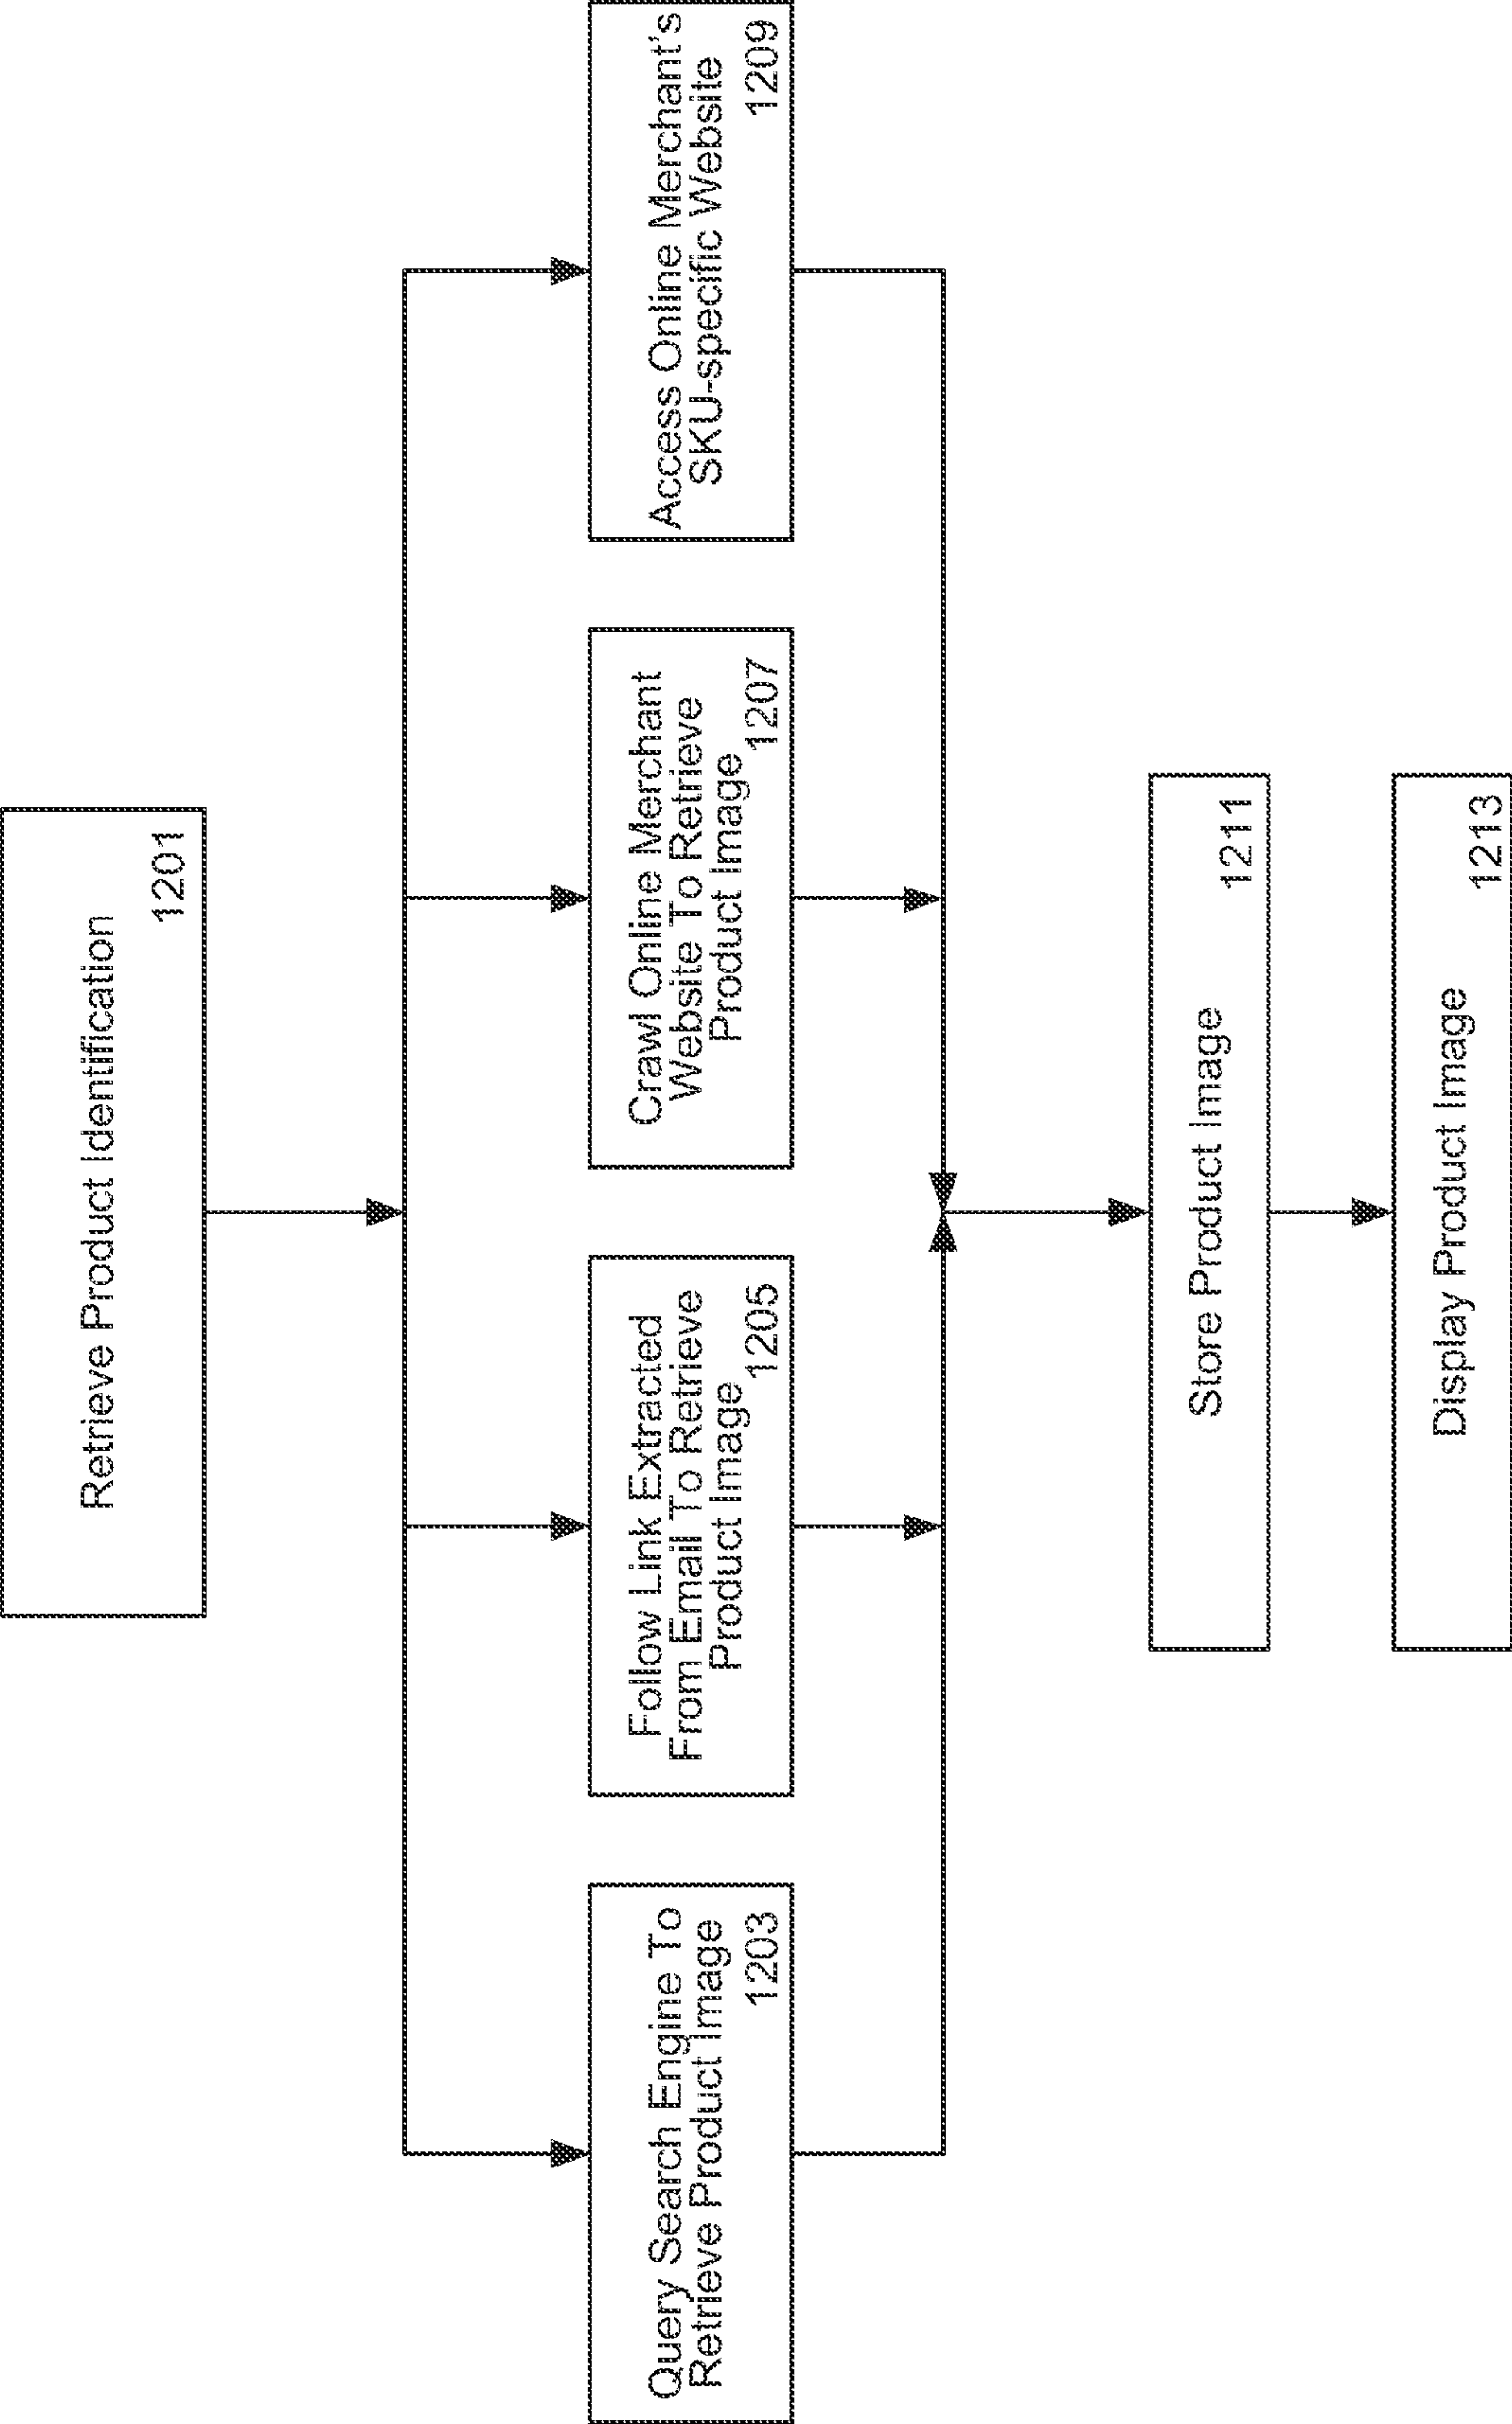 Retrieve Product Identification
1201
Query Search Engine To
Retrieve Product Image
1203
Follow Link Extracted
From Email To Retrieve
Product Image
1205
Crawl Online Merchant
Website To Retrieve
Product Image
1207
Access Online Merchant's
SKU-specific Website
1209
Store Product Image
1211
Display Product Image
1213